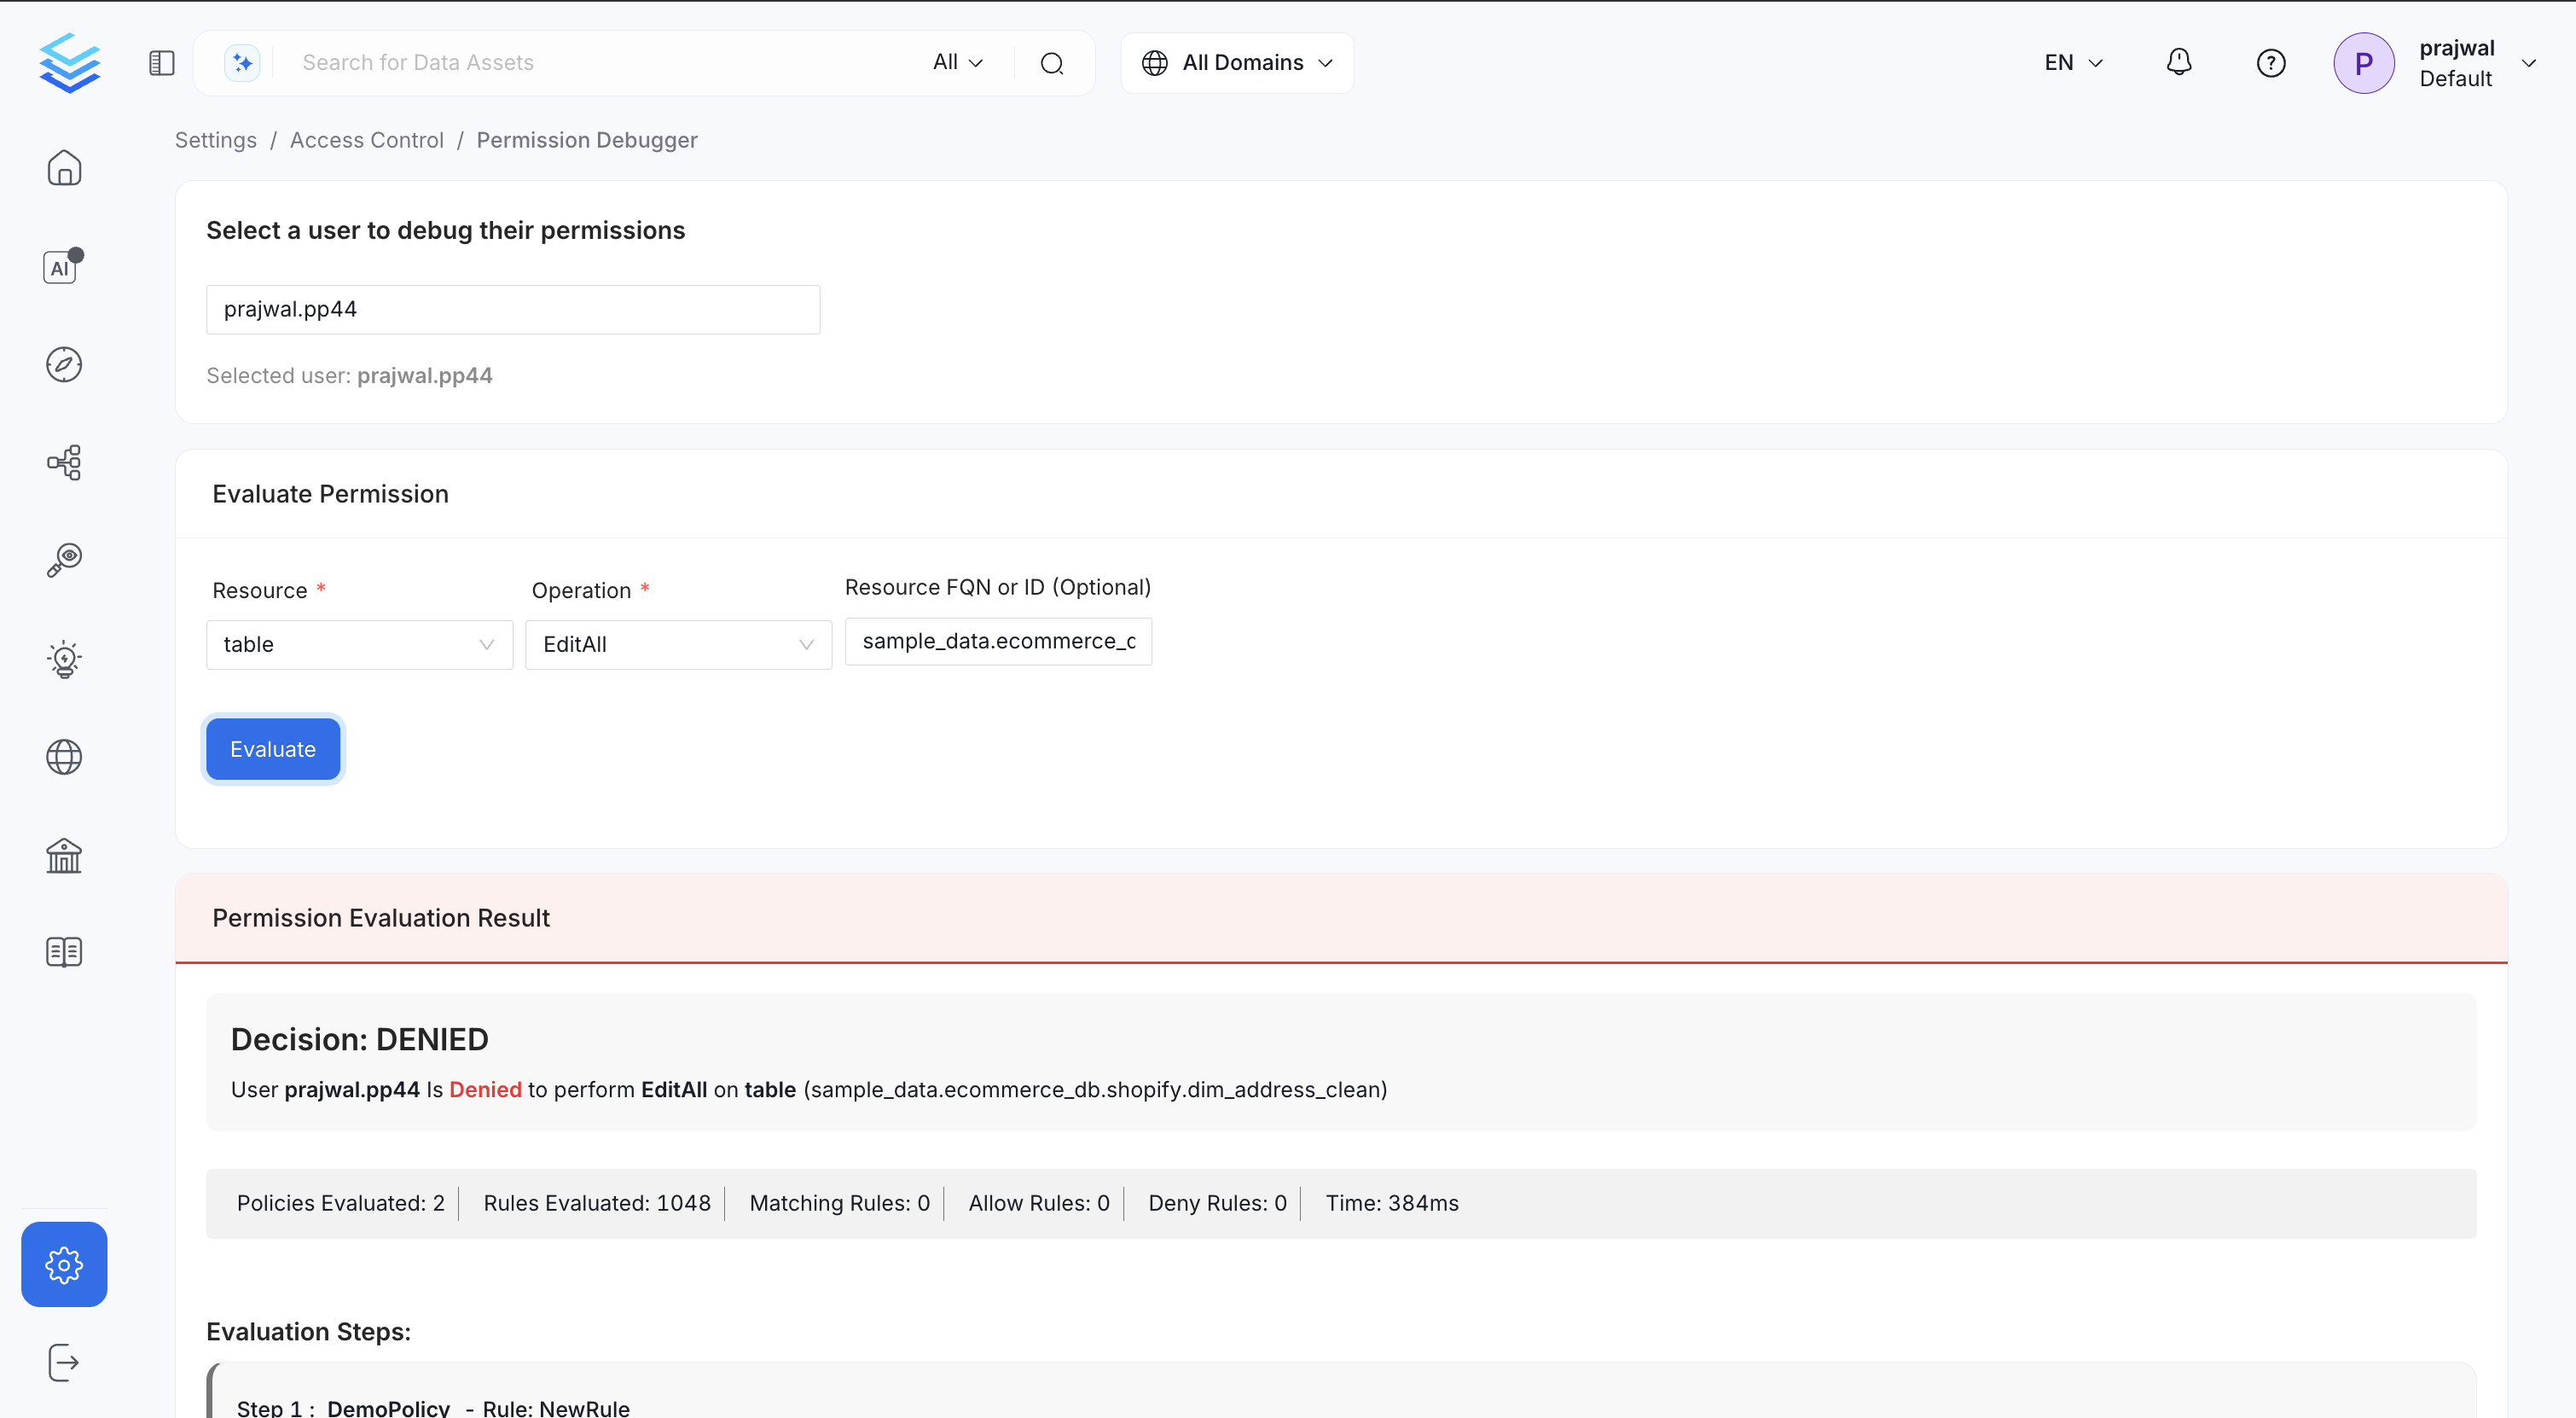 Search for Data Assets
All
All Domains
EN
P
prajwal
Default
Settings / Access Control / Permission Debugger
AI
Select a user to debug their permissions
prajwal.pp44
Selected user: prajwal.pp44
Evaluate Permission
Resource *
Operation *
Resource FQN or ID (Optional)
table
EditAll
sample_data.ecommerce_c
Evaluate
Permission Evaluation Result
Decision: DENIED
User prajwal.pp44 Is Denied to perform EditAll on table (sample_data.ecommerce_db.shopify.dim_address_clean)
Policies Evaluated: 2
Rules Evaluated: 1048
Matching Rules: 0
Allow Rules: 0
Deny Rules: 0
Time: 384ms
Evaluation Steps:
Step 1 : DemoPolicy - Rule: NewRule